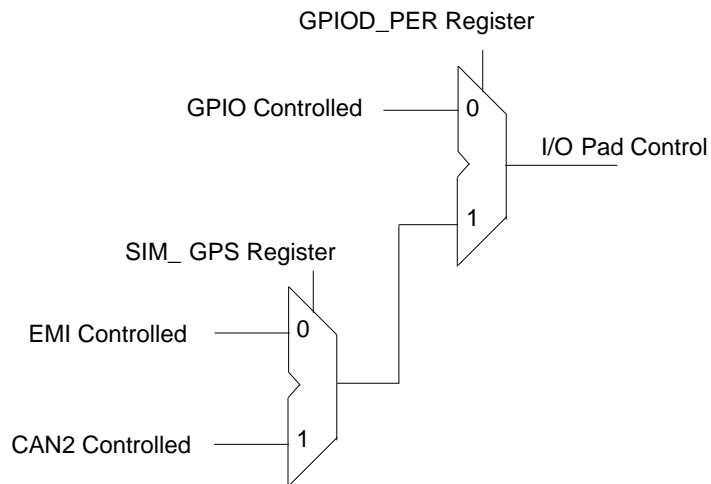 GPIOD_PER Register
GPIO Controlled
0
I/O Pad Control
1
SIM_ GPS Register
EMI Controlled
0
CAN2 Controlled
1